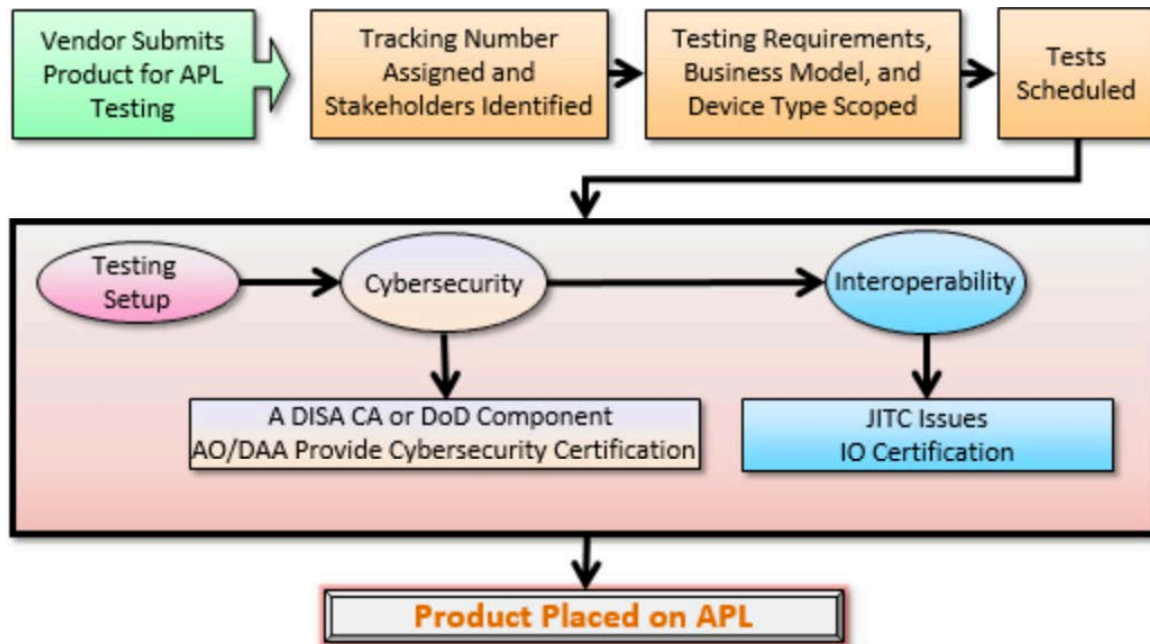 Vendor Submits
Product for APL
Testing
Tracking Number
Assigned and
Stakeholders Identified
Testing Requirements,
Business Model, and
Device Type Scoped
Tests
Scheduled
Testing
Setup
Cybersecurity
Interoperability
A DISA CA or DoD Component
AO/DAA Provide Cybersecurity Certification
JITC Issues
IO Certification
Product Placed on APL